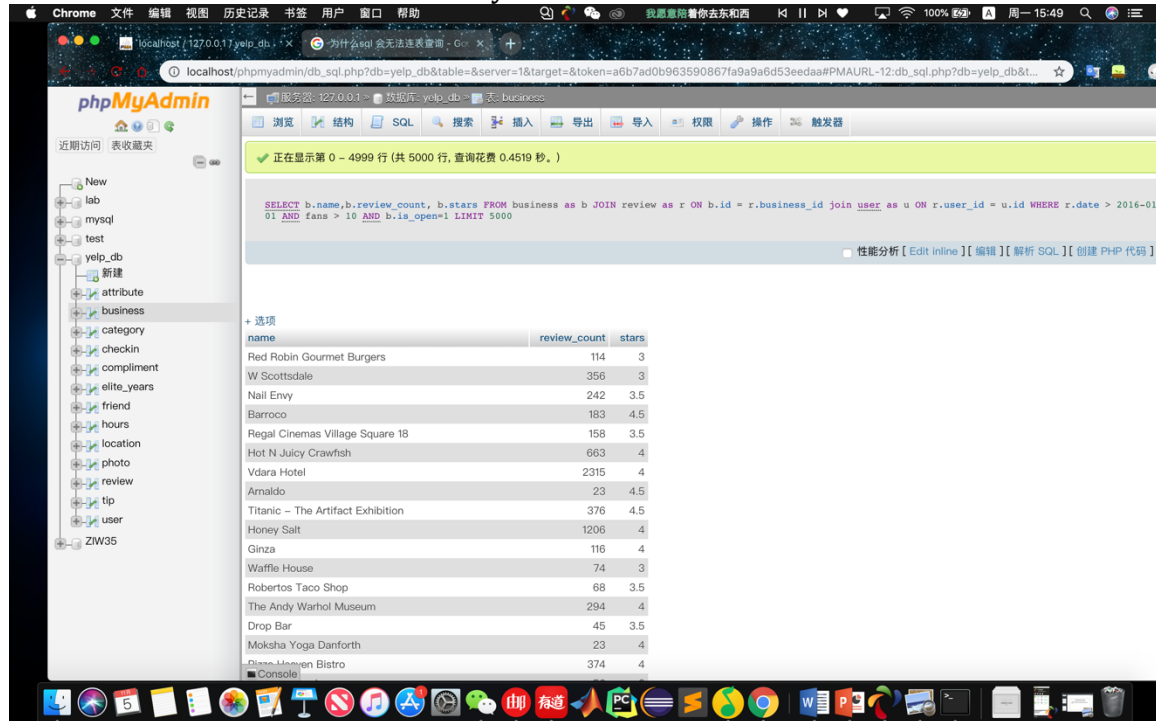 Chrome 文件 编辑 视图 历史记录 书签 用户 窗口 帮助 我愿意陪着你去东和西 100% A 周一15:49
localhost / 127.0.0.1 / yelp_db 为什么sql 会无法连表查询 - Go
localhost/phpmyadmin/db_sql.php?db=yelp_db&table=&server=1&target=&token=a6b7ad0b963590867fa9a9a6d53eedaa#PMAURL-12:db_sql.php?db=yelp_db&t...
phpMyAdmin
近期访问 表收藏夹
New
lab
mysql
test
yelp_db
新建
attribute
business
category
checkin
compliment
elite_years
friend
hours
location
photo
review
tip
user
ZIW35
服务器: 127.0.0.1 » 数据库: yelp_db » 表: business
浏览 结构 SQL 搜索 插入 导出 导入 权限 操作 触发器
正在显示第 0 - 4999 行 (共 5000 行, 查询花费 0.4519 秒。)
SELECT b.name,b.review_count, b.stars FROM business as b JOIN review as r ON b.id = r.business_id join user as u ON r.user_id = u.id WHERE r.date > 2016-01
01 AND fans > 10 AND b.is_open=1 LIMIT 5000
性能分析 [ Edit inline ] [ 编辑 ] [ 解析 SQL ] [ 创建 PHP 代码 ]
+ 选项
name review_count stars
Red Robin Gourmet Burgers 114 3
W Scottsdale 356 3
Nail Envy 242 3.5
Barroco 183 4.5
Regal Cinemas Village Square 18 158 3.5
Hot N Juicy Crawfish 663 4
Vdara Hotel 2315 4
Arnaldo 23 4.5
Titanic – The Artifact Exhibition 376 4.5
Honey Salt 1206 4
Ginza 116 4
Waffle House 74 3
Robertos Taco Shop 68 3.5
The Andy Warhol Museum 294 4
Drop Bar 45 3.5
Moksha Yoga Danforth 23 4
Bistro 374 4
Console
5 邮 有道 PC W P